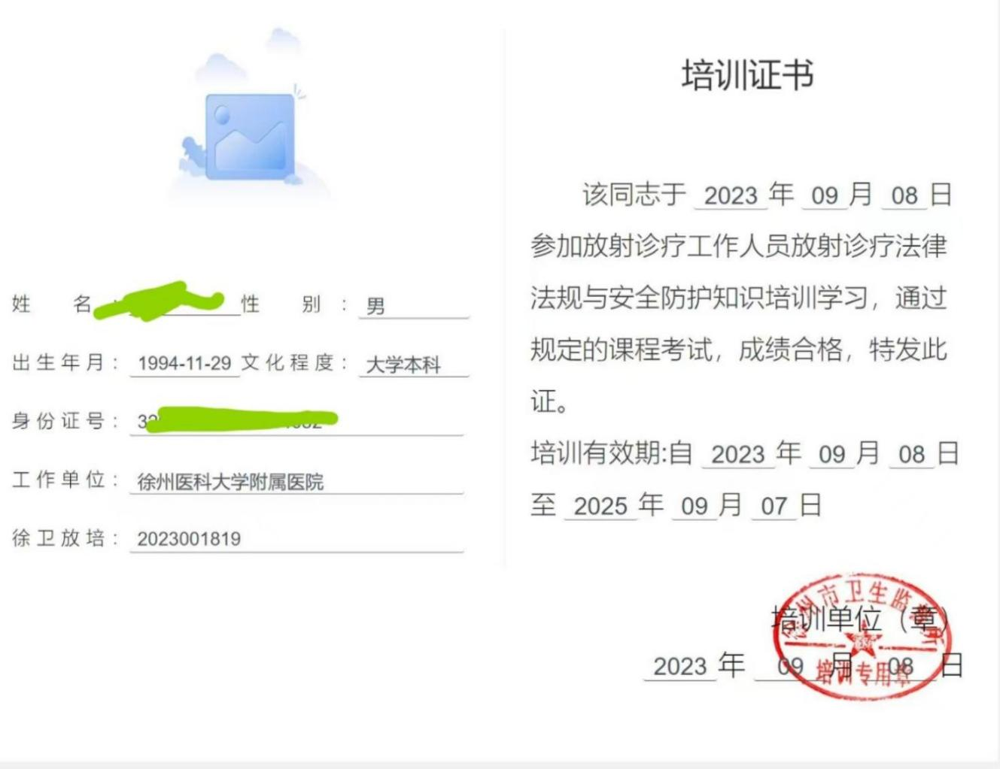 姓名
性别：男
出生年月：1994-11-29
文化程度：大学本科
身份证号：
工作单位：徐州医科大学附属医院
徐卫放培：2023001819
培训证书
该同志于 2023 年 09 月 08 日
参加放射诊疗工作人员放射诊疗法律
法规与安全防护知识培训学习，通过
规定的课程考试，成绩合格，特发此
证。
培训有效期:自 2023 年 09 月 08 日
至 2025 年 09 月 07 日
培训单位（章）
2023 年 09 月 08 日
徐州市卫生监督所
培训专用章